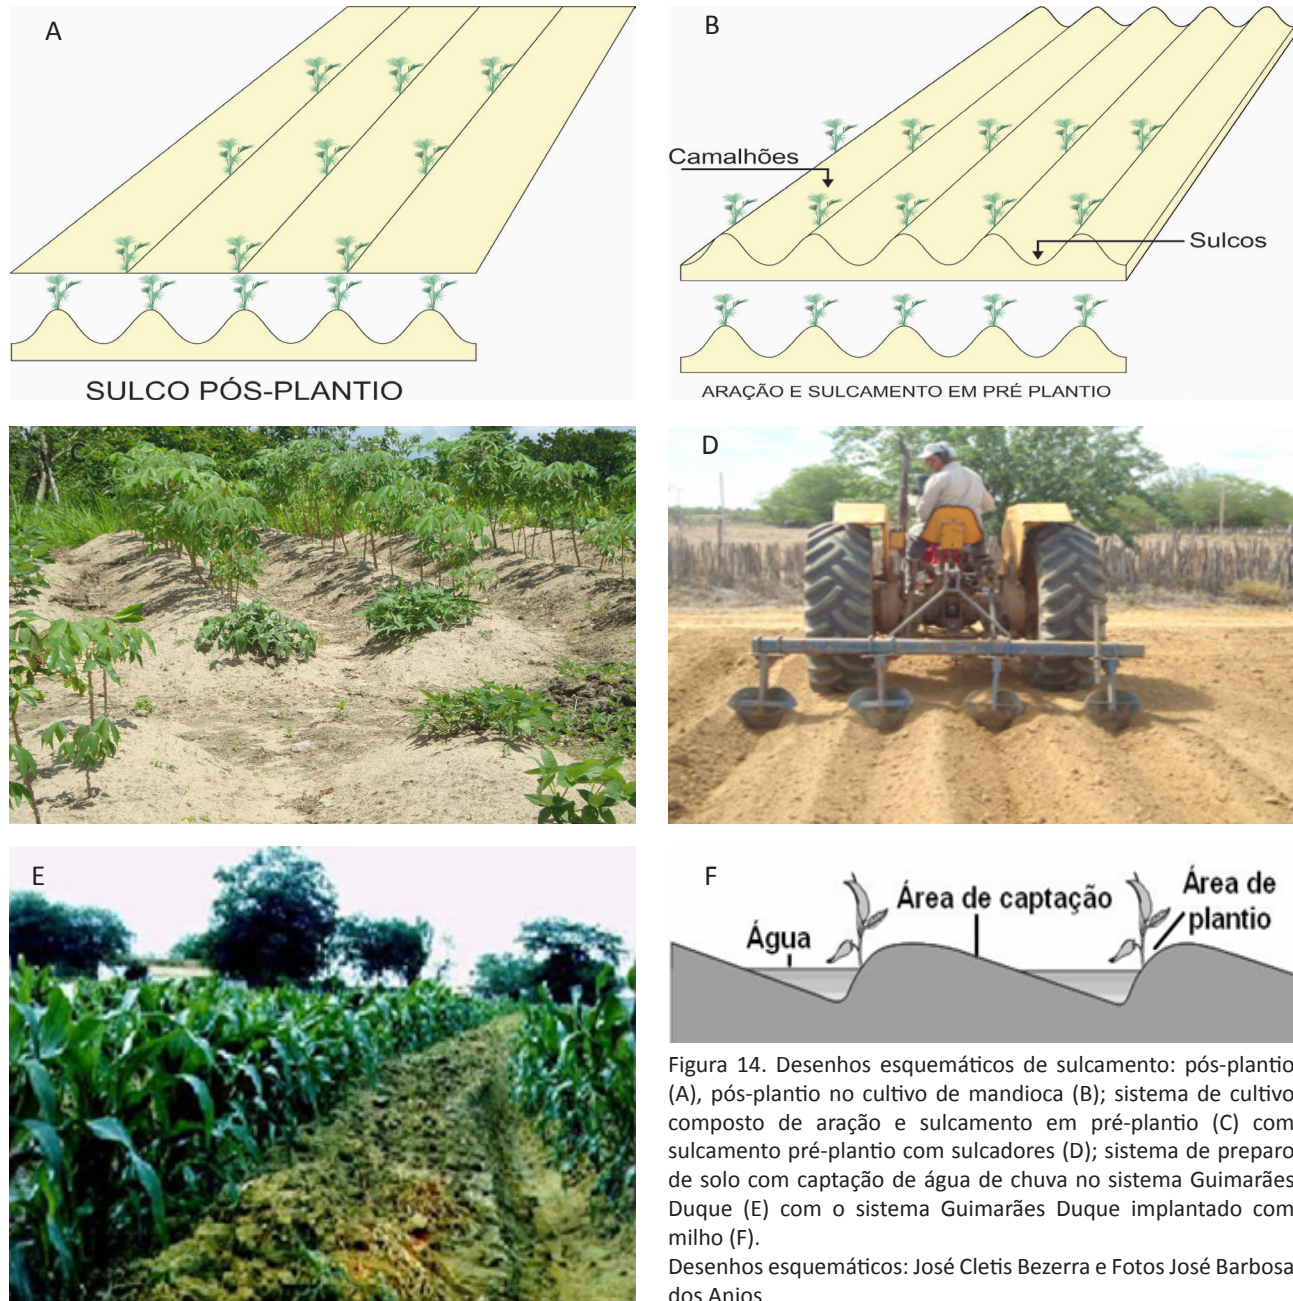 A
SULCO PÓS-PLANTIO
B
Camalhões
Sulcos
ARAÇÃO E SULCAMENTO EM PRÉ PLANTIO
C
D
E
F
Água
Área de captação
Área de
plantio
Figura 14. Desenhos esquemáticos de sulcamento: pós-plantio
(A), pós-plantio no cultivo de mandioca (B); sistema de cultivo
composto de aração e sulcamento em pré-plantio (C) com
sulcamento pré-plantio com sulcadores (D); sistema de preparo
de solo com captação de água de chuva no sistema Guimarães
Duque (E) com o sistema Guimarães Duque implantado com
milho (F).
Desenhos esquemáticos: José Cletis Bezerra e Fotos José Barbosa
dos Anjos